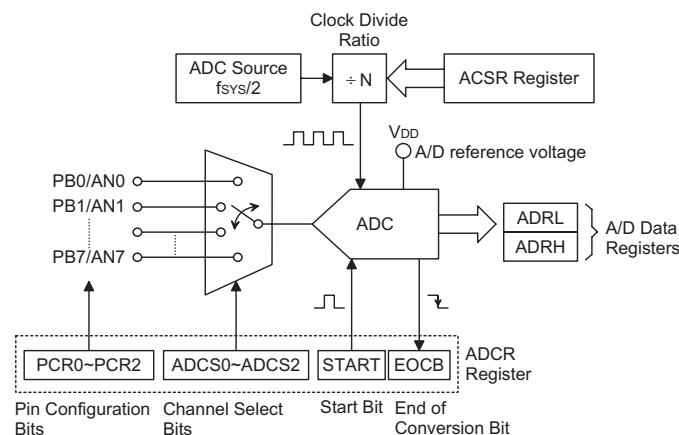 Clock Divide
Ratio
ADC Source
fSYS/2
÷ N
ACSR Register
VDD
A/D reference voltage
PB0/AN0
PB1/AN1
PB7/AN7
ADC
ADRL
ADRH
A/D Data
Registers
PCR0~PCR2
ADCS0~ADCS2
START
EOCB
ADCR
Register
Pin Configuration
Bits
Channel Select
Bits
Start Bit
End of
Conversion Bit